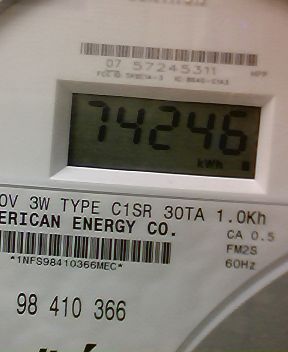 07 57245311
74246
kWh
0V 3W TYPE C1SR 30TA 1.0Kh
ERICAN ENERGY CO.
CA 0.5
FM2S
*1NFS98410366MEC*
60Hz
98 410 366